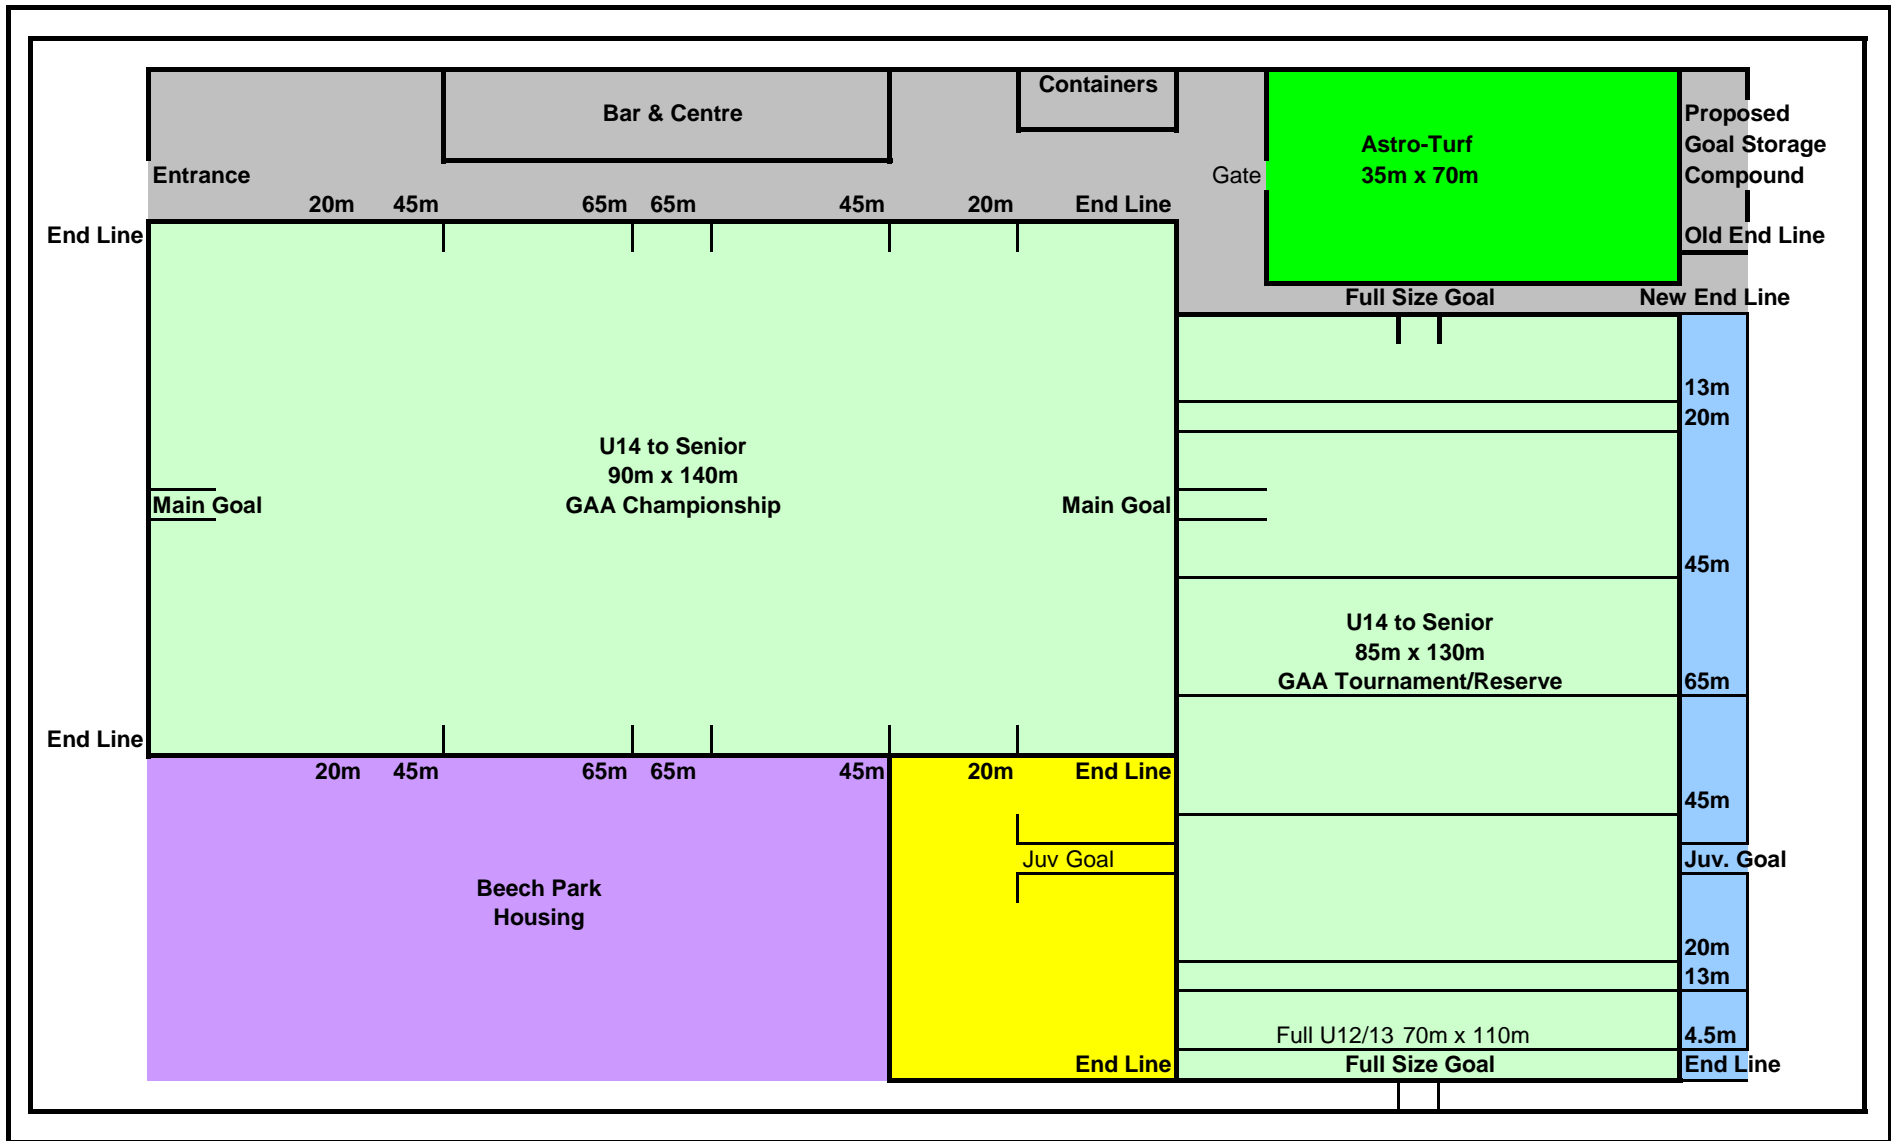 Containers
Bar & Centre
Proposed
Astro-Turf
Goal Storage
Entrance
Gate
35m x 70m
Compound
20m 45m 65m 65m 45m 20m End Line
End Line
Old End Line
Full Size Goal
New End Line
13m
20m
U14 to Senior
90m x 140m
Main Goal
GAA Championship
Main Goal
45m
U14 to Senior
85m x 130m
GAA Tournament/Reserve
65m
End Line
20m 45m 65m 65m 45m 20m End Line
45m
Juv Goal
Juv. Goal
Beech Park
Housing
20m
13m
Full U12/13 70m x 110m
4.5m
End Line
Full Size Goal
End Line